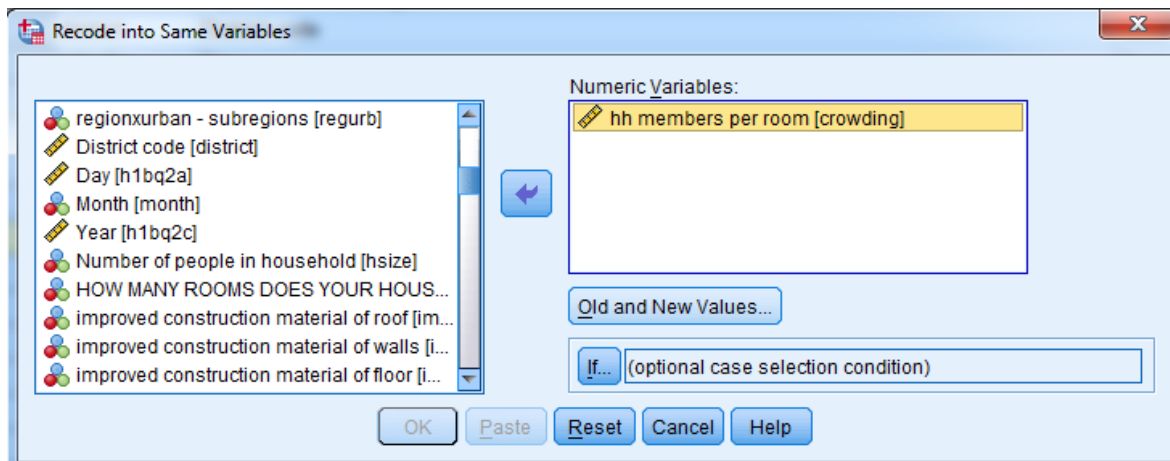 Recode into Same Variables
X
regionxurban - subregions [regurb]
District code [district]
Day [h1bq2a]
Month [month]
Year [h1bq2c]
Number of people in household [hsize]
HOW MANY ROOMS DOES YOUR HOUS...
improved construction material of roof [im...
improved construction material of walls [i...
improved construction material of floor [i...
Numeric Variables:
hh members per room [crowding]
Old and New Values...
If... (optional case selection condition)
OK Paste Reset Cancel Help